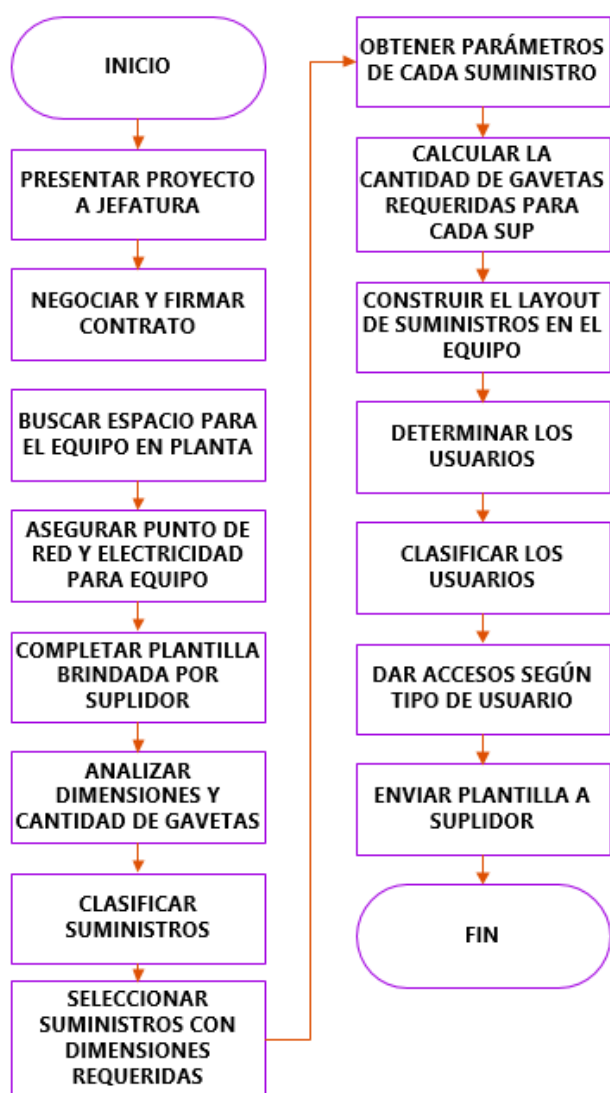 INICIO
PRESENTAR PROYECTO
A JEFATURA
NEGOCIAR Y FIRMAR
CONTRATO
BUSCAR ESPACIO PARA
EL EQUIPO EN PLANTA
ASEGURAR PUNTO DE
RED Y ELECTRICIDAD
PARA EQUIPO
COMPLETAR PLANTILLA
BRINDADA POR
SUPLIDOR
ANALIZAR
DIMENSIONES Y
CANTIDAD DE GAVETAS
CLASIFICAR
SUMINISTROS
SELECCIONAR
SUMINISTROS CON
DIMENSIONES
REQUERIDAS
OBTENER PARÁMETROS
DE CADA SUMINISTRO
CALCULAR LA
CANTIDAD DE GAVETAS
REQUERIDAS PARA
CADA SUP
CONSTRUIR EL LAYOUT
DE SUMINISTROS EN EL
EQUIPO
DETERMINAR LOS
USUARIOS
CLASIFICAR LOS
USUARIOS
DAR ACCESOS SEGÚN
TIPO DE USUARIO
ENVIAR PLANTILLA A
SUPLIDOR
FIN